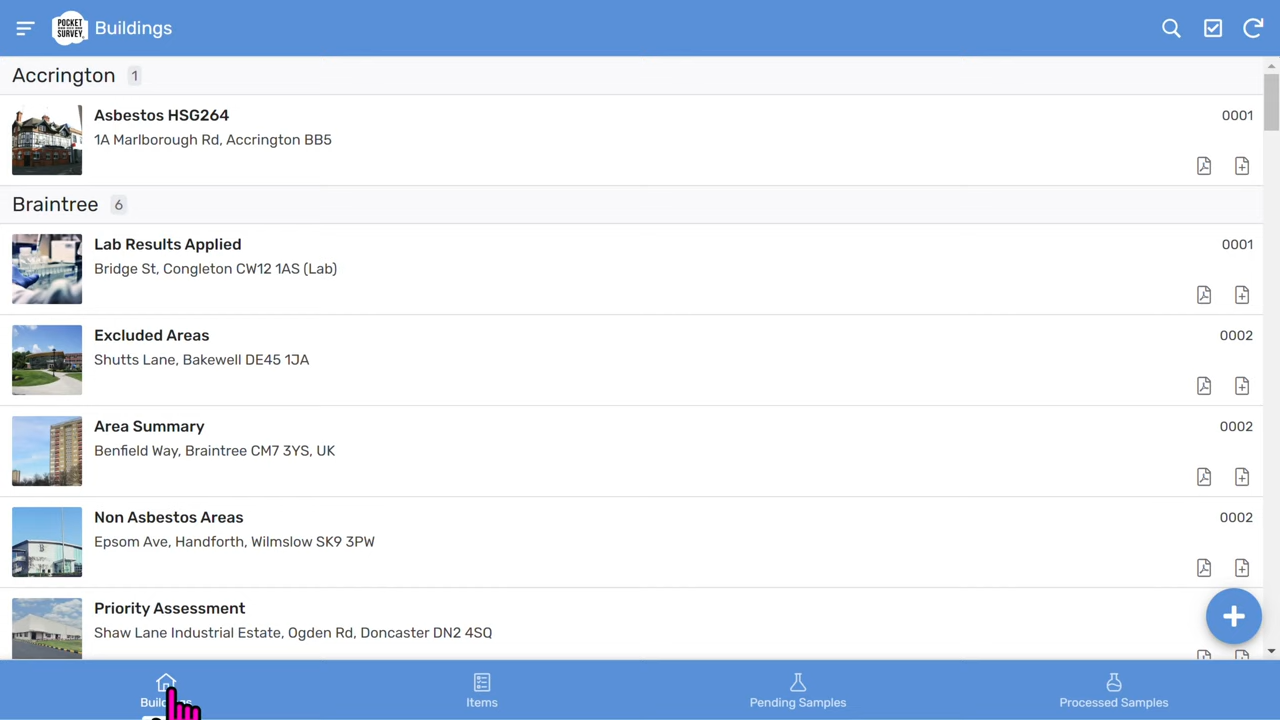 POCKET
SURVEY
Buildings
Accrington 1
Asbestos HSG264
0001
1A Marlborough Rd, Accrington BB5
Braintree 6
Lab Results Applied
0001
Bridge St, Congleton CW12 1AS (Lab)
Excluded Areas
0002
Shutts Lane, Bakewell DE45 1JA
Area Summary
0002
Benfield Way, Braintree CM7 3YS, UK
Non Asbestos Areas
0002
Epsom Ave, Handforth, Wilmslow SK9 3PW
Priority Assessment
Shaw Lane Industrial Estate, Ogden Rd, Doncaster DN2 4SQ
Items
Pending Samples
Processed Samples